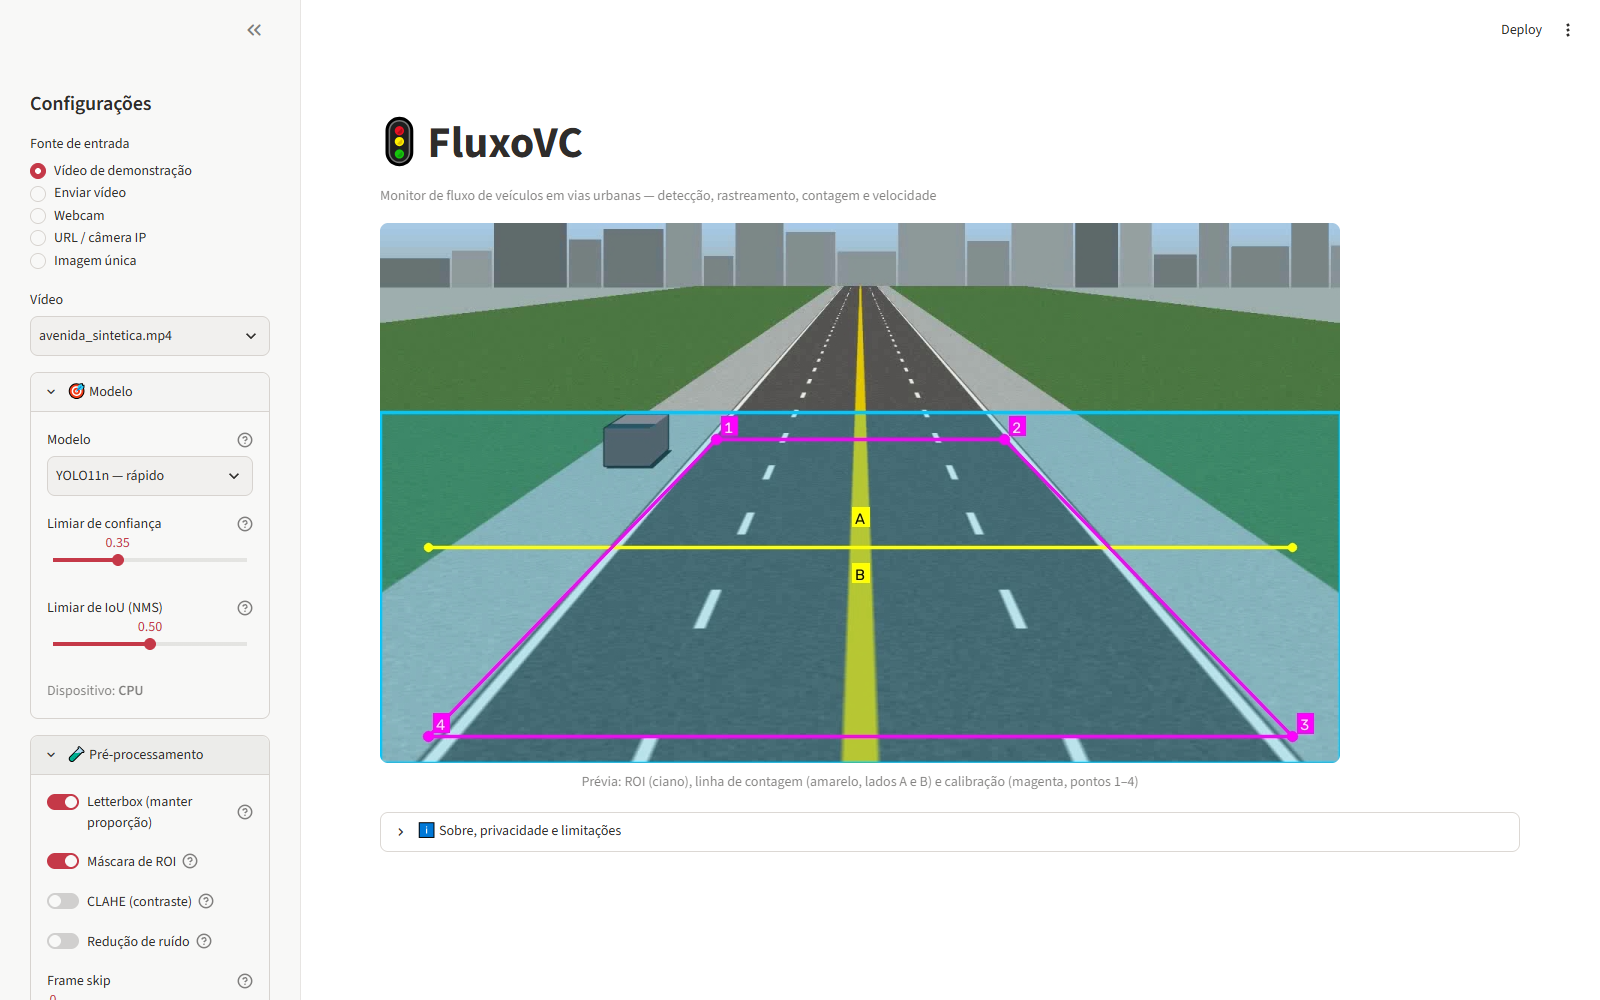 Deploy
Configurações
Fonte de entrada
Vídeo de demonstração
Enviar vídeo
Webcam
URL / câmera IP
Imagem única
Vídeo
avenida_sintetica.mp4
Modelo
Modelo
YOLO11n — rápido
Limiar de confiança
0.35
Limiar de IoU (NMS)
0.50
Dispositivo: CPU
Pré-processamento
Letterbox (manter
proporção)
Máscara de ROI
CLAHE (contraste)
Redução de ruído
Frame skip
0
FluxoVC
Monitor de fluxo de veículos em vias urbanas — detecção, rastreamento, contagem e velocidade
1
2
A
B
4
3
Prévia: ROI (ciano), linha de contagem (amarelo, lados A e B) e calibração (magenta, pontos 1–4)
Sobre, privacidade e limitações